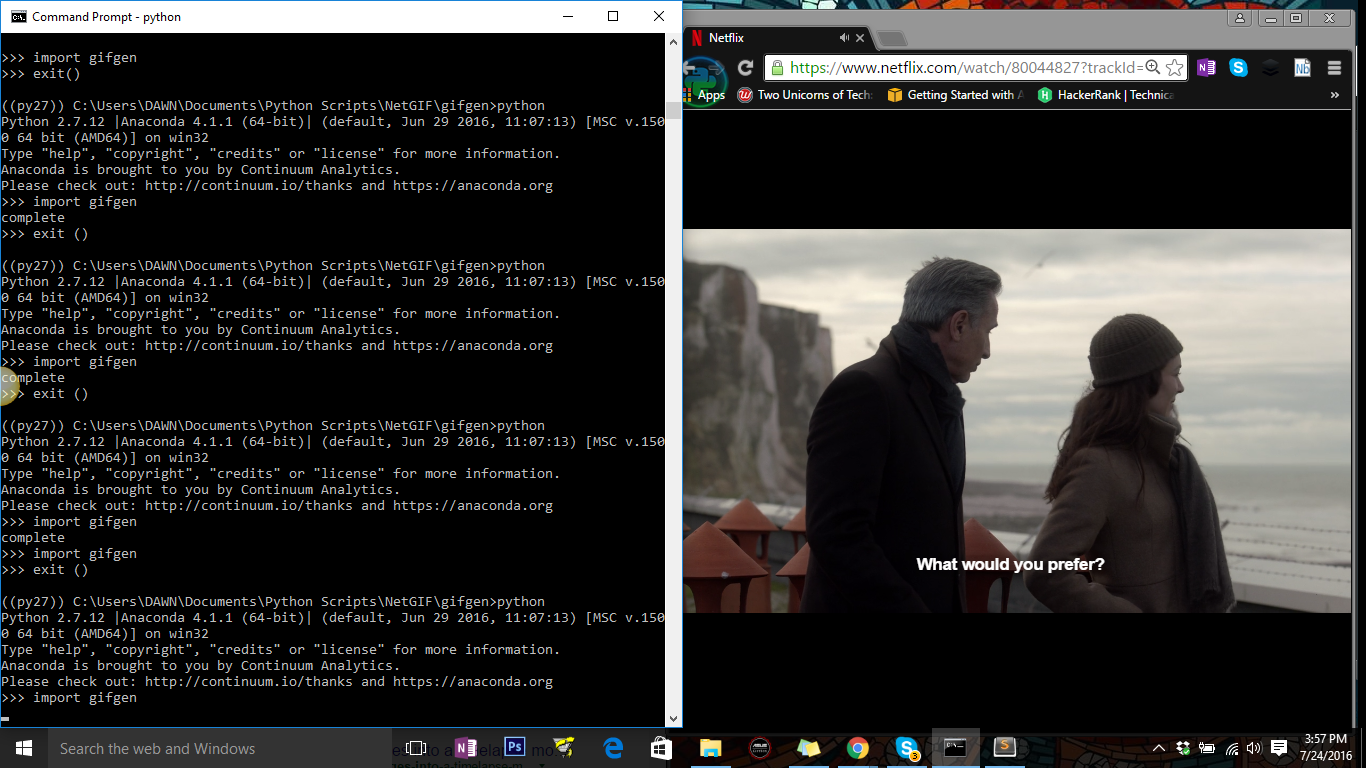 Command Prompt - python
>>> import gifgen
>>> exit()
((py27)) C:\Users\DAWN\Documents\Python Scripts\NetGIF\gifgen>python
Python 2.7.12 |Anaconda 4.1.1 (64-bit)| (default, Jun 29 2016, 11:07:13) [MSC v.150
0 64 bit (AMD64)] on win32
Type "help", "copyright", "credits" or "license" for more information.
Anaconda is brought to you by Continuum Analytics.
Please check out: http://continuum.io/thanks and https://anaconda.org
>>> import gifgen
complete
>>> exit ()
((py27)) C:\Users\DAWN\Documents\Python Scripts\NetGIF\gifgen>python
Python 2.7.12 |Anaconda 4.1.1 (64-bit)| (default, Jun 29 2016, 11:07:13) [MSC v.150
0 64 bit (AMD64)] on win32
Type "help", "copyright", "credits" or "license" for more information.
Anaconda is brought to you by Continuum Analytics.
Please check out: http://continuum.io/thanks and https://anaconda.org
>>> import gifgen
complete
>>> exit ()
((py27)) C:\Users\DAWN\Documents\Python Scripts\NetGIF\gifgen>python
Python 2.7.12 |Anaconda 4.1.1 (64-bit)| (default, Jun 29 2016, 11:07:13) [MSC v.150
0 64 bit (AMD64)] on win32
Type "help", "copyright", "credits" or "license" for more information.
Anaconda is brought to you by Continuum Analytics.
Please check out: http://continuum.io/thanks and https://anaconda.org
>>> import gifgen
complete
>>> import gifgen
>>> exit ()
((py27)) C:\Users\DAWN\Documents\Python Scripts\NetGIF\gifgen>python
Python 2.7.12 |Anaconda 4.1.1 (64-bit)| (default, Jun 29 2016, 11:07:13) [MSC v.150
0 64 bit (AMD64)] on win32
Type "help", "copyright", "credits" or "license" for more information.
Anaconda is brought to you by Continuum Analytics.
Please check out: http://continuum.io/thanks and https://anaconda.org
>>> import gifgen
Netflix
https://www.netflix.com/watch/80044827?trackId=
Apps Two Unicorns of Tech Getting Started with HackerRank | Technica
What would you prefer?
Search the web and Windows
3:57 PM
7/24/2016